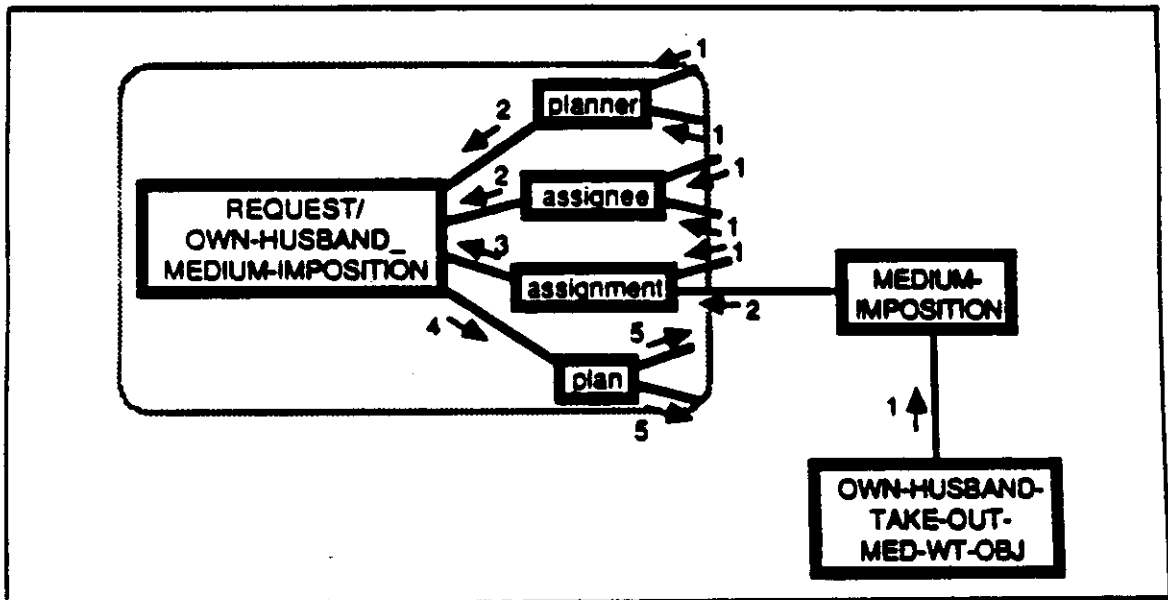 1
planner
2
1
1
2
assignee
REQUEST/
OWN-HUSBAND_
MEDIUM-IMPOSITION
1
3
1
assignment
MEDIUM-
IMPOSITION
2
4
5
plan
5
1
OWN-HUSBAND-
TAKE-OUT-
MED-WT-OBJ